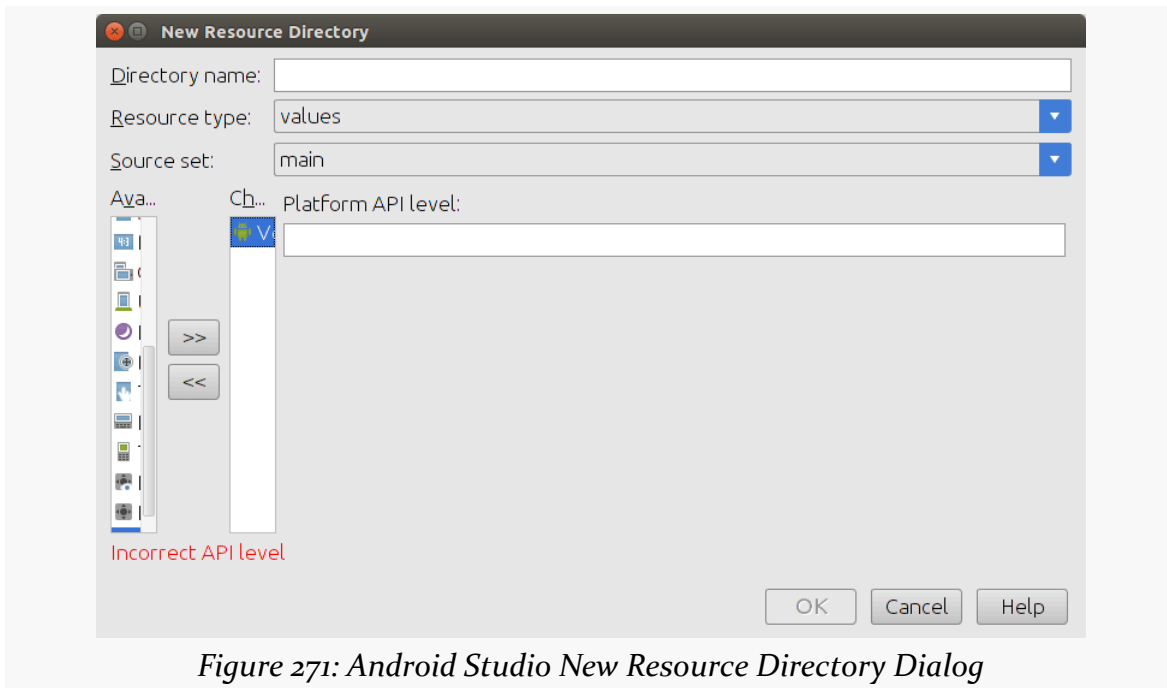 New Resource Directory
Directory name:
Resource type: values
Source set: main
Ava... Ch... Platform API level:
>>
<<
Incorrect API level
OK Cancel Help
Figure 271: Android Studio New Resource Directory Dialog